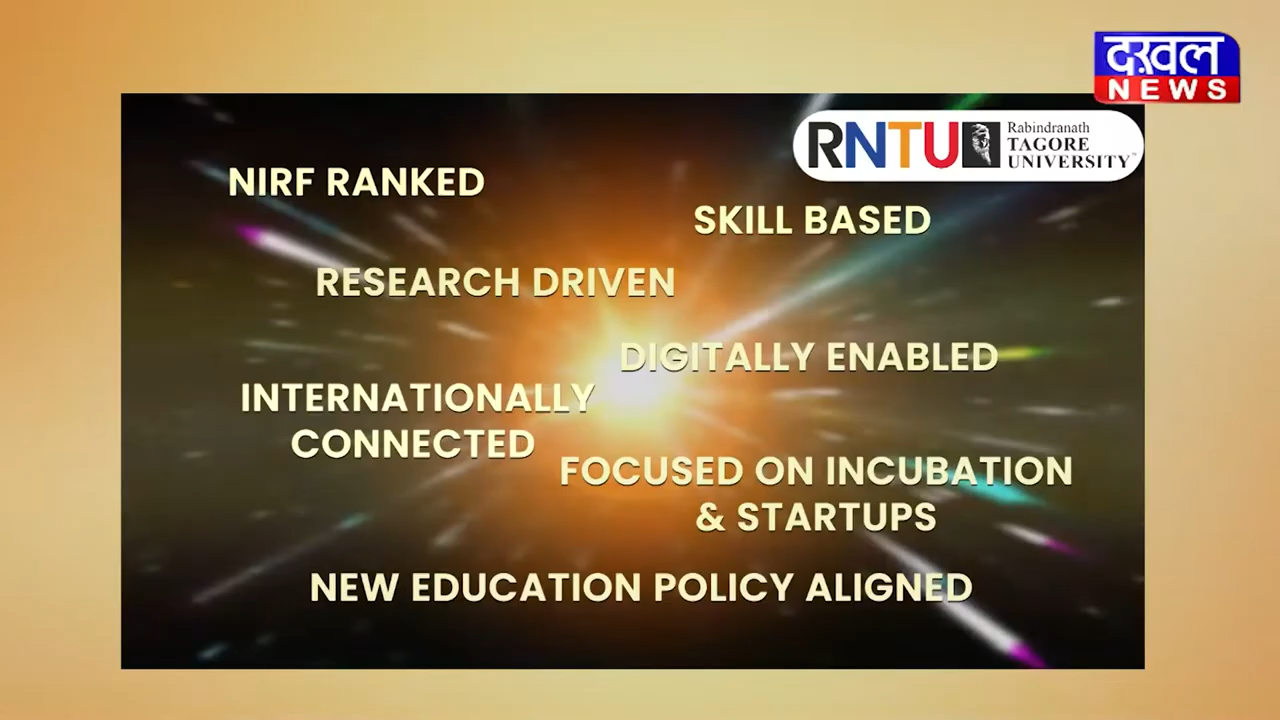 दख़ल
NEWS
RNTU
Rabindranath
TAGORE
UNIVERSITY
NIRF RANKED
SKILL BASED
RESEARCH DRIVEN
DIGITALLY ENABLED
INTERNATIONALLY
CONNECTED
FOCUSED ON INCUBATION
& STARTUPS
NEW EDUCATION POLICY ALIGNED